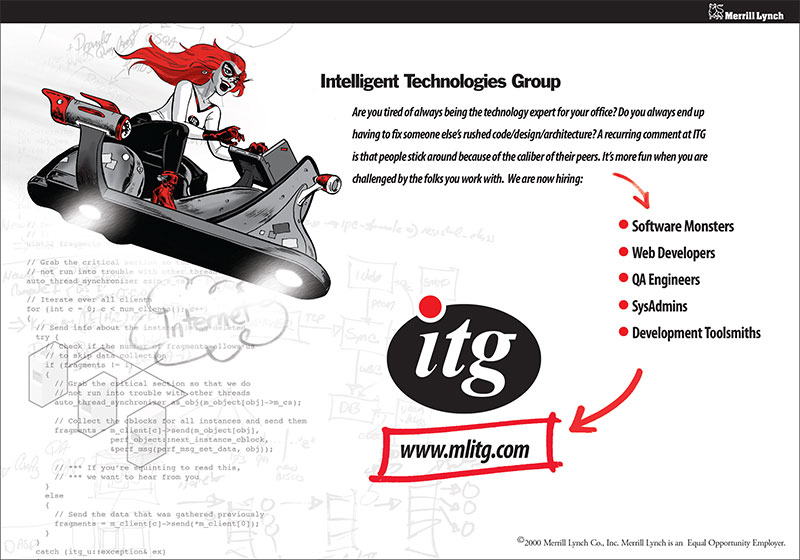 Merrill Lynch
Intelligent Technologies Group
Are you tired of always being the technology expert for your office? Do you always end up
having to fix someone else's rushed code/design/architecture? A recurring comment at ITG
is that people stick around because of the caliber of their peers. It's more fun when you are
challenged by the folks you work with. We are now hiring:
Software Monsters
Web Developers
QA Engineers
SysAdmins
Development Toolsmiths
itg
www.mlitg.com
// Grab the critical section so
// not run into trouble with other threads
auto_thread_synchronizer
// Iterate over all clients
for (int c = 0; c < num_clients; c++
{
// Send info about the
try {
// Check if the number of fragments allows us
// to skip data collection
if (fragments != 1
{
// Grab the critical section so that we do
// not run into trouble with other threads
auto_thread_synchronizer as_obj(m_object[obj]->m_cs);
// Collect the cblocks for all instances and send them
fragments = m_client[c]->send(m_object[obj],
perf_object::next_instance_cblock,
&perf_msg(perf_msg_set_data, obj));
// *** If you're squinting to read this,
// *** we want to hear from you
}
else
{
// Send the data that was gathered previously
fragments = m_client[c]->send(*m_client[0]);
}
}
catch (itg_u::exception& ex)
Internet
DB
©2000 Merrill Lynch Co., Inc. Merrill Lynch is an Equal Opportunity Employer.